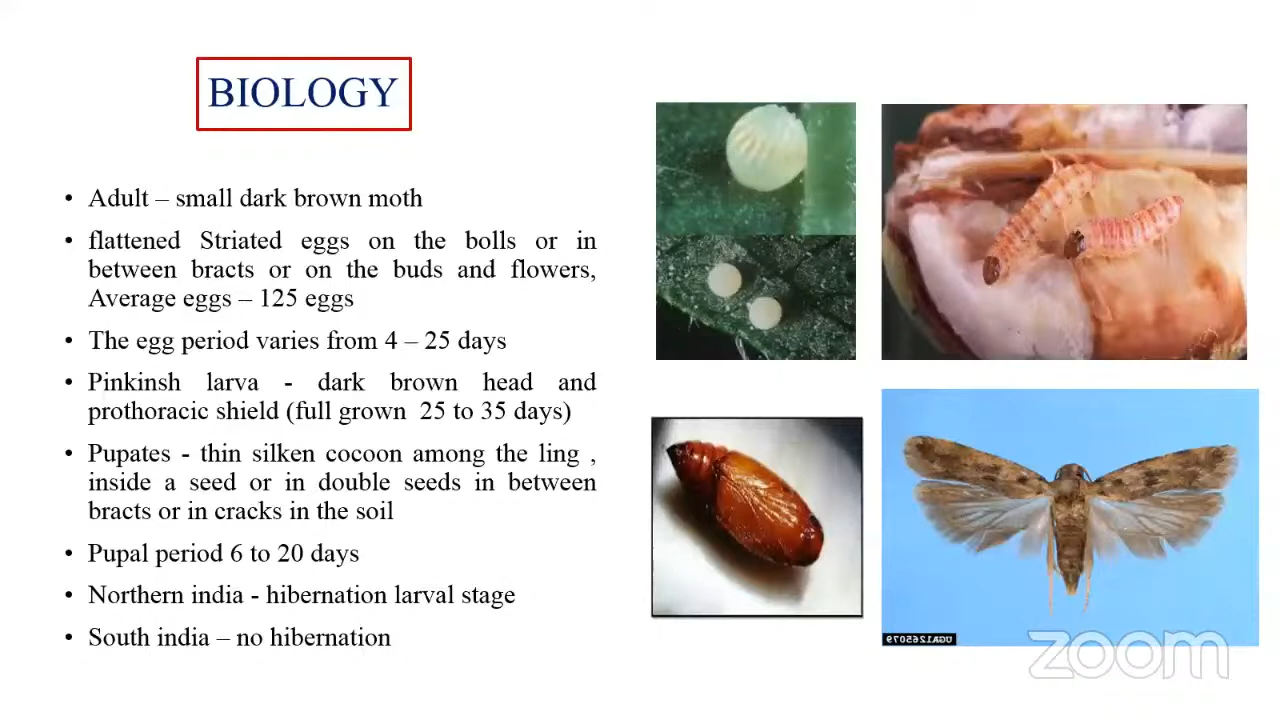 BIOLOGY
• Adult – small dark brown moth
• flattened Striated eggs on the bolls or in
between bracts or on the buds and flowers,
Average eggs – 125 eggs
• The egg period varies from 4 – 25 days
• Pinkinsh larva - dark brown head and
prothoracic shield (full grown 25 to 35 days)
• Pupates - thin silken cocoon among the ling ,
inside a seed or in double seeds in between
bracts or in cracks in the soil
• Pupal period 6 to 20 days
• Northern india - hibernation larval stage
• South india – no hibernation
UGA1265079
zoom